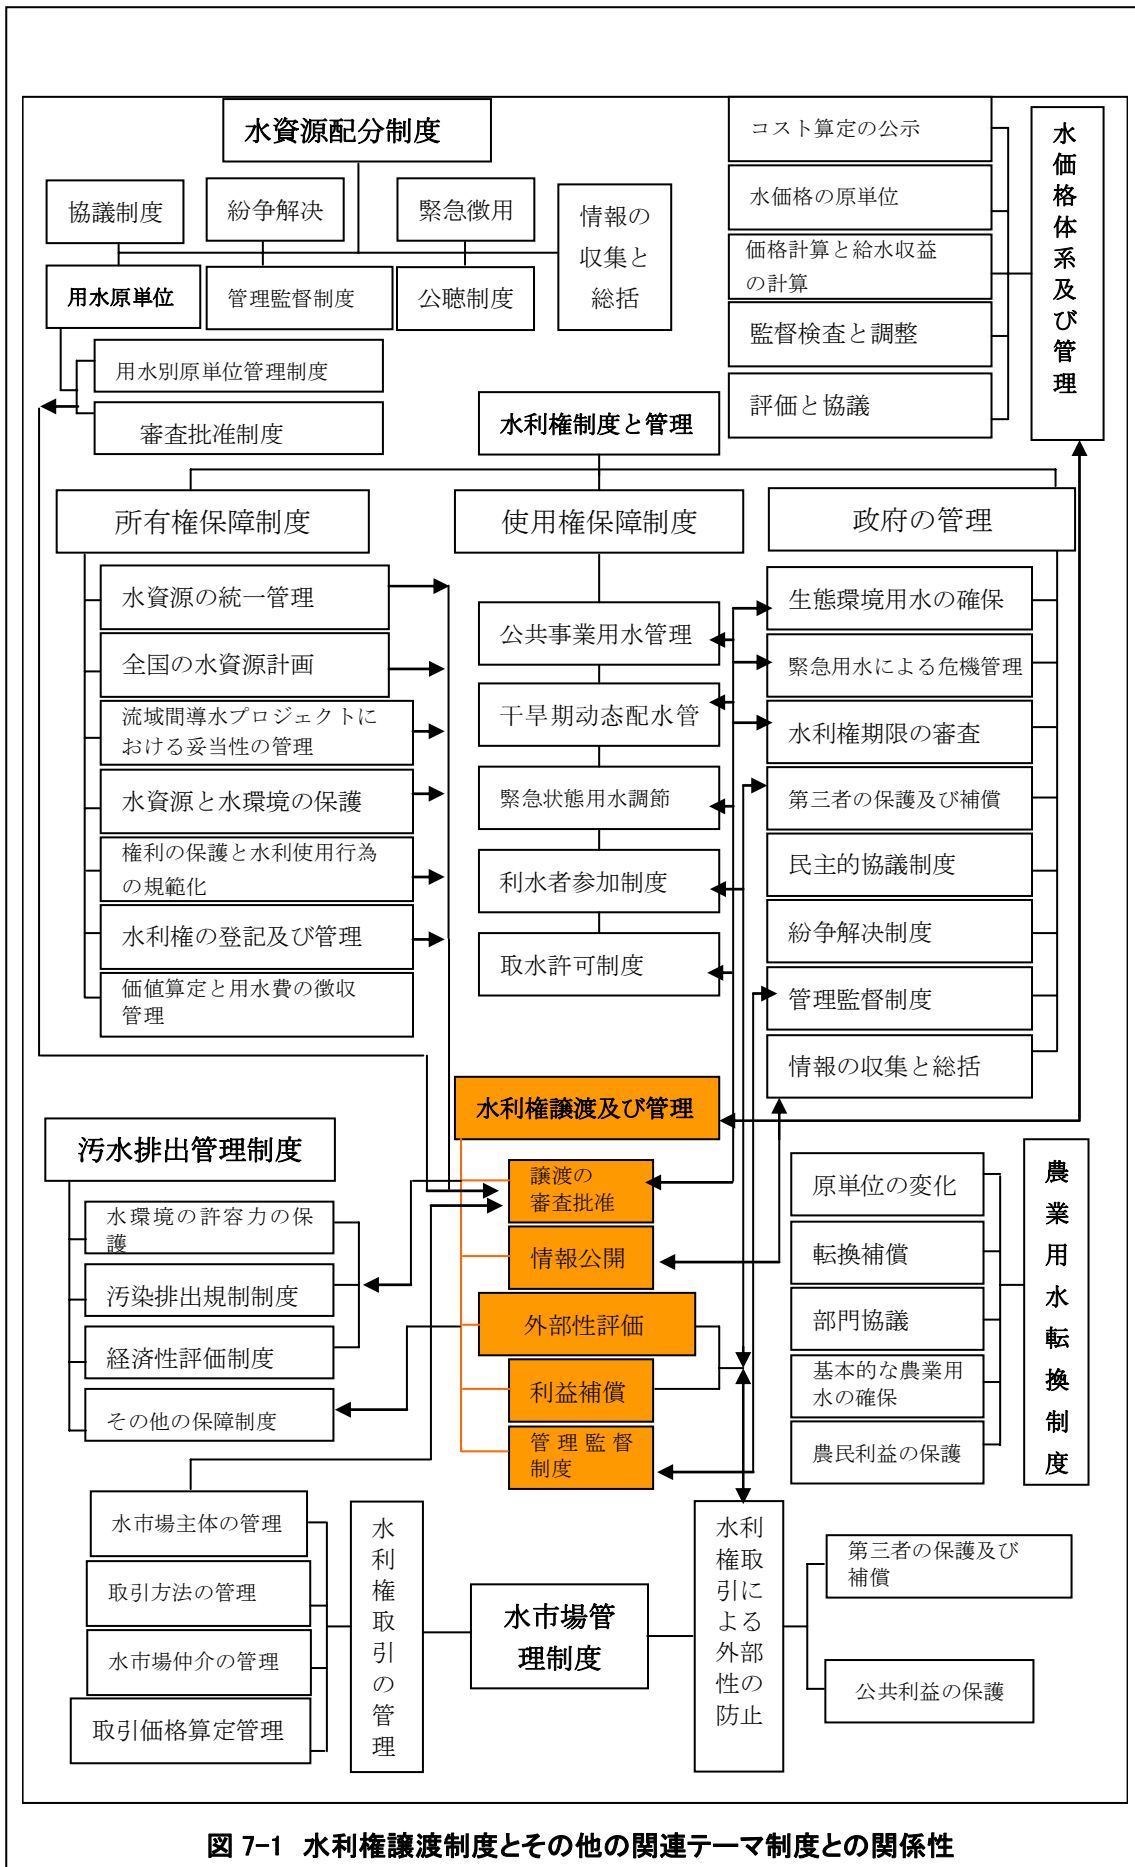 水資源配分制度
協議制度
紛争解決
緊急徴用
情報の
収集と
総括
用水原単位
管理監督制度
公聴制度
用水別原単位管理制度
審査批准制度
コスト算定の公示
水価格の原単位
価格計算と給水収益
の計算
監督検査と調整
評価と協議
水価格体系及び管理
水利権制度と管理
所有権保障制度
使用権保障制度
政府の管理
水資源の統一管理
全国の水資源計画
流域間導水プロジェクトに
おける妥当性の管理
水資源と水環境の保護
権利の保護と水利使用行為
の規範化
水利権の登記及び管理
価値算定と用水費の徴収
管理
公共事業用水管理
干旱期动态配水管
緊急状態用水調節
利水者参加制度
取水許可制度
生態環境用水の確保
緊急用水による危機管理
水利権期限の審査
第三者の保護及び補償
民主的協議制度
紛争解決制度
管理監督制度
情報の収集と総括
水利権譲渡及び管理
譲渡の
審査批准
情報公開
外部性評価
利益補償
管理監督
制度
汚水排出管理制度
水環境の許容力の保
護
汚染排出規制制度
経済性評価制度
その他の保障制度
原単位の変化
転換補償
部門協議
基本的な農業用
水の確保
農民利益の保護
農業用水転換制度
水市場主体の管理
取引方法の管理
水市場仲介の管理
取引価格算定管理
水利権取引の管理
水市場管
理制度
水利
権取
引に
よる
外部
性の
防止
第三者の保護及び
補償
公共利益の保護
図 7-1 水利権譲渡制度とその他の関連テーマ制度との関係性